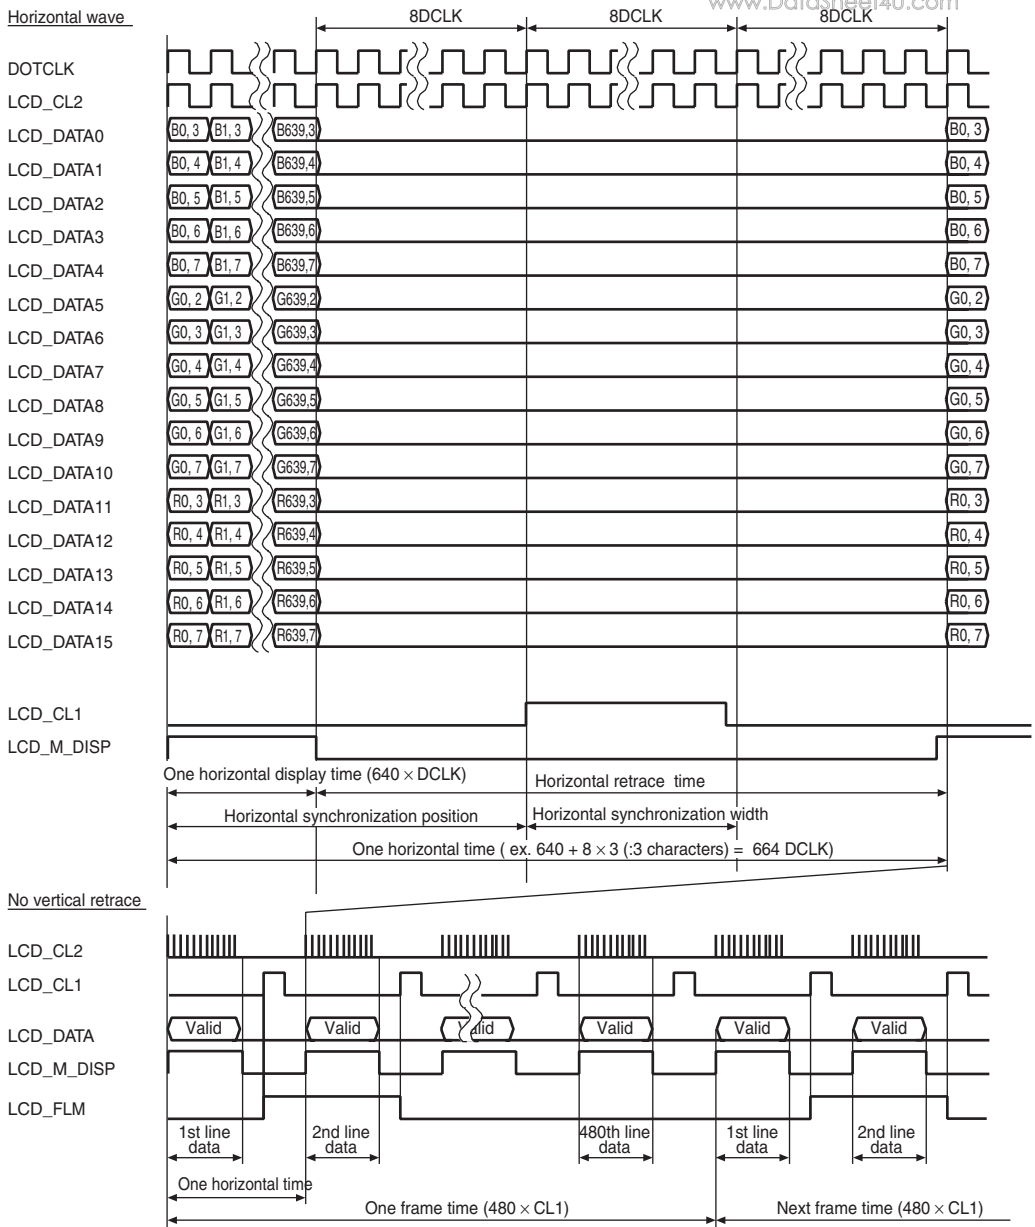 www.DataSheet4U.com
Horizontal wave
8DCLK 8DCLK 8DCLK
DOTCLK
LCD_CL2
LCD_DATA0 B0, 3 B1, 3 B639,3 B0, 3
LCD_DATA1 B0, 4 B1, 4 B639,4 B0, 4
LCD_DATA2 B0, 5 B1, 5 B639,5 B0, 5
LCD_DATA3 B0, 6 B1, 6 B639,6 B0, 6
LCD_DATA4 B0, 7 B1, 7 B639,7 B0, 7
LCD_DATA5 G0, 2 G1, 2 G639,2 G0, 2
LCD_DATA6 G0, 3 G1, 3 G639,3 G0, 3
LCD_DATA7 G0, 4 G1, 4 G639,4 G0, 4
LCD_DATA8 G0, 5 G1, 5 G639,5 G0, 5
LCD_DATA9 G0, 6 G1, 6 G639,6 G0, 6
LCD_DATA10 G0, 7 G1, 7 G639,7 G0, 7
LCD_DATA11 R0, 3 R1, 3 R639,3 R0, 3
LCD_DATA12 R0, 4 R1, 4 R639,4 R0, 4
LCD_DATA13 R0, 5 R1, 5 R639,5 R0, 5
LCD_DATA14 R0, 6 R1, 6 R639,6 R0, 6
LCD_DATA15 R0, 7 R1, 7 R639,7 R0, 7
LCD_CL1
LCD_M_DISP
One horizontal display time (640 × DCLK)
Horizontal retrace time
Horizontal synchronization position
Horizontal synchronization width
One horizontal time ( ex. 640 + 8 × 3 (:3 characters) = 664 DCLK)
No vertical retrace
LCD_CL2
LCD_CL1
LCD_DATA Valid Valid Valid Valid Valid Valid
LCD_M_DISP
LCD_FLM
1st line 2nd line 480th line 1st line 2nd line
data data data data data
One horizontal time
One frame time (480 × CL1) Next frame time (480 × CL1)